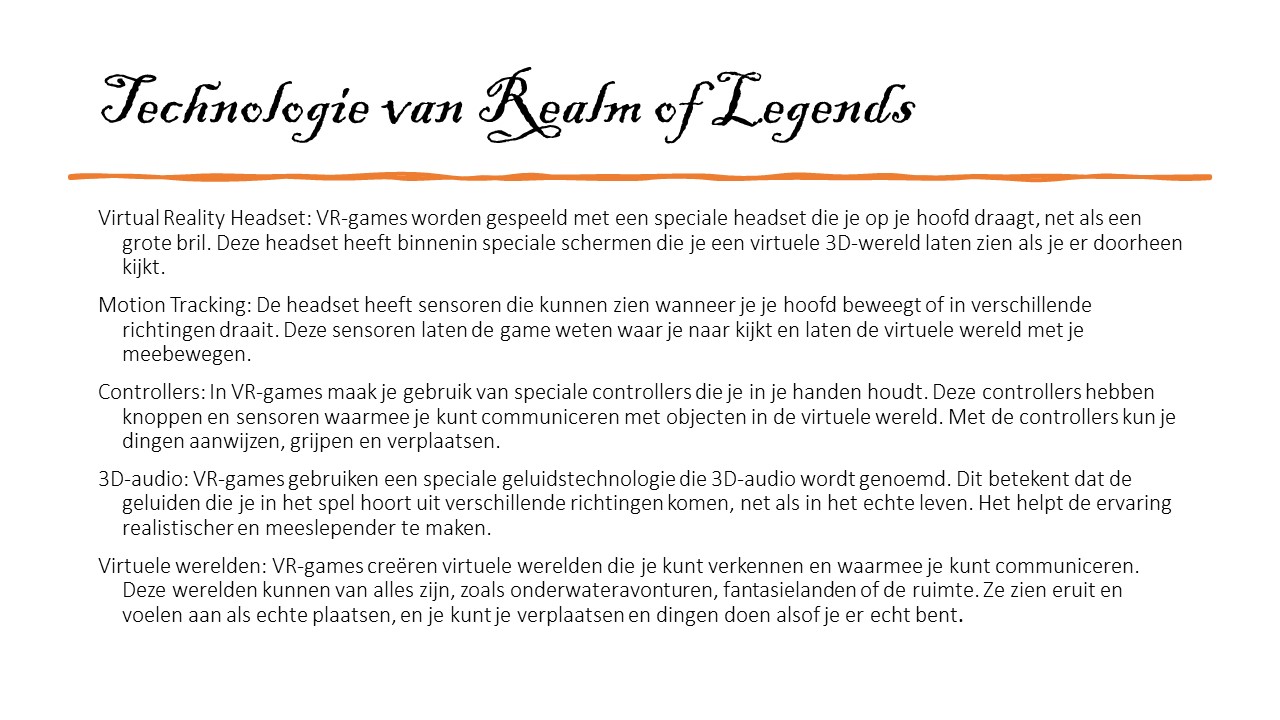 Technologie van Realm of Legends
Virtual Reality Headset: VR-games worden gespeeld met een speciale headset die je op je hoofd draagt, net als een
grote bril. Deze headset heeft binnenin speciale schermen die je een virtuele 3D-wereld laten zien als je er doorheen
kijkt.
Motion Tracking: De headset heeft sensoren die kunnen zien wanneer je je hoofd beweegt of in verschillende
richtingen draait. Deze sensoren laten de game weten waar je naar kijkt en laten de virtuele wereld met je
meebewegen.
Controllers: In VR-games maak je gebruik van speciale controllers die je in je handen houdt. Deze controllers hebben
knoppen en sensoren waarmee je kunt communiceren met objecten in de virtuele wereld. Met de controllers kun je
dingen aanwijzen, grijpen en verplaatsen.
3D-audio: VR-games gebruiken een speciale geluidstechnologie die 3D-audio wordt genoemd. Dit betekent dat de
geluiden die je in het spel hoort uit verschillende richtingen komen, net als in het echte leven. Het helpt de ervaring
realistischer en meeslepender te maken.
Virtuele werelden: VR-games creëren virtuele werelden die je kunt verkennen en waarmee je kunt communiceren.
Deze werelden kunnen van alles zijn, zoals onderwateravonturen, fantasielanden of de ruimte. Ze zien eruit en
voelen aan als echte plaatsen, en je kunt je verplaatsen en dingen doen alsof je er echt bent.